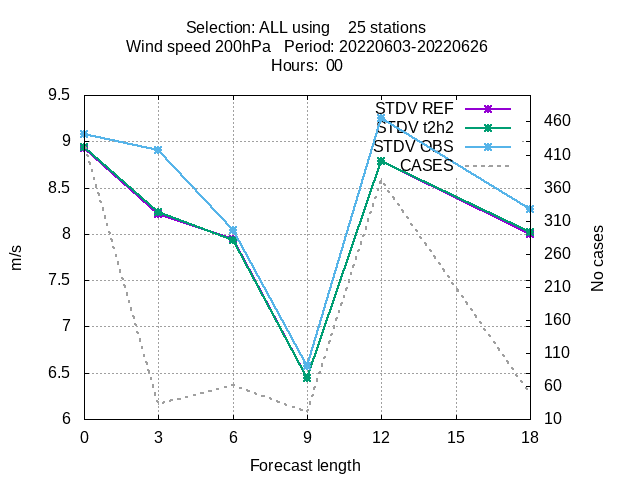 Selection: ALL using    25 stations
Wind speed 200hPa   Period: 20220603-20220626
Hours:  00
STDV REF
STDV t2h2
STDV OBS
CASES
9.5
9
8.5
8
7.5
7
6.5
6
460
410
360
310
260
210
160
110
60
10
m/s
No cases
0 3 6 9 12 15 18
Forecast length